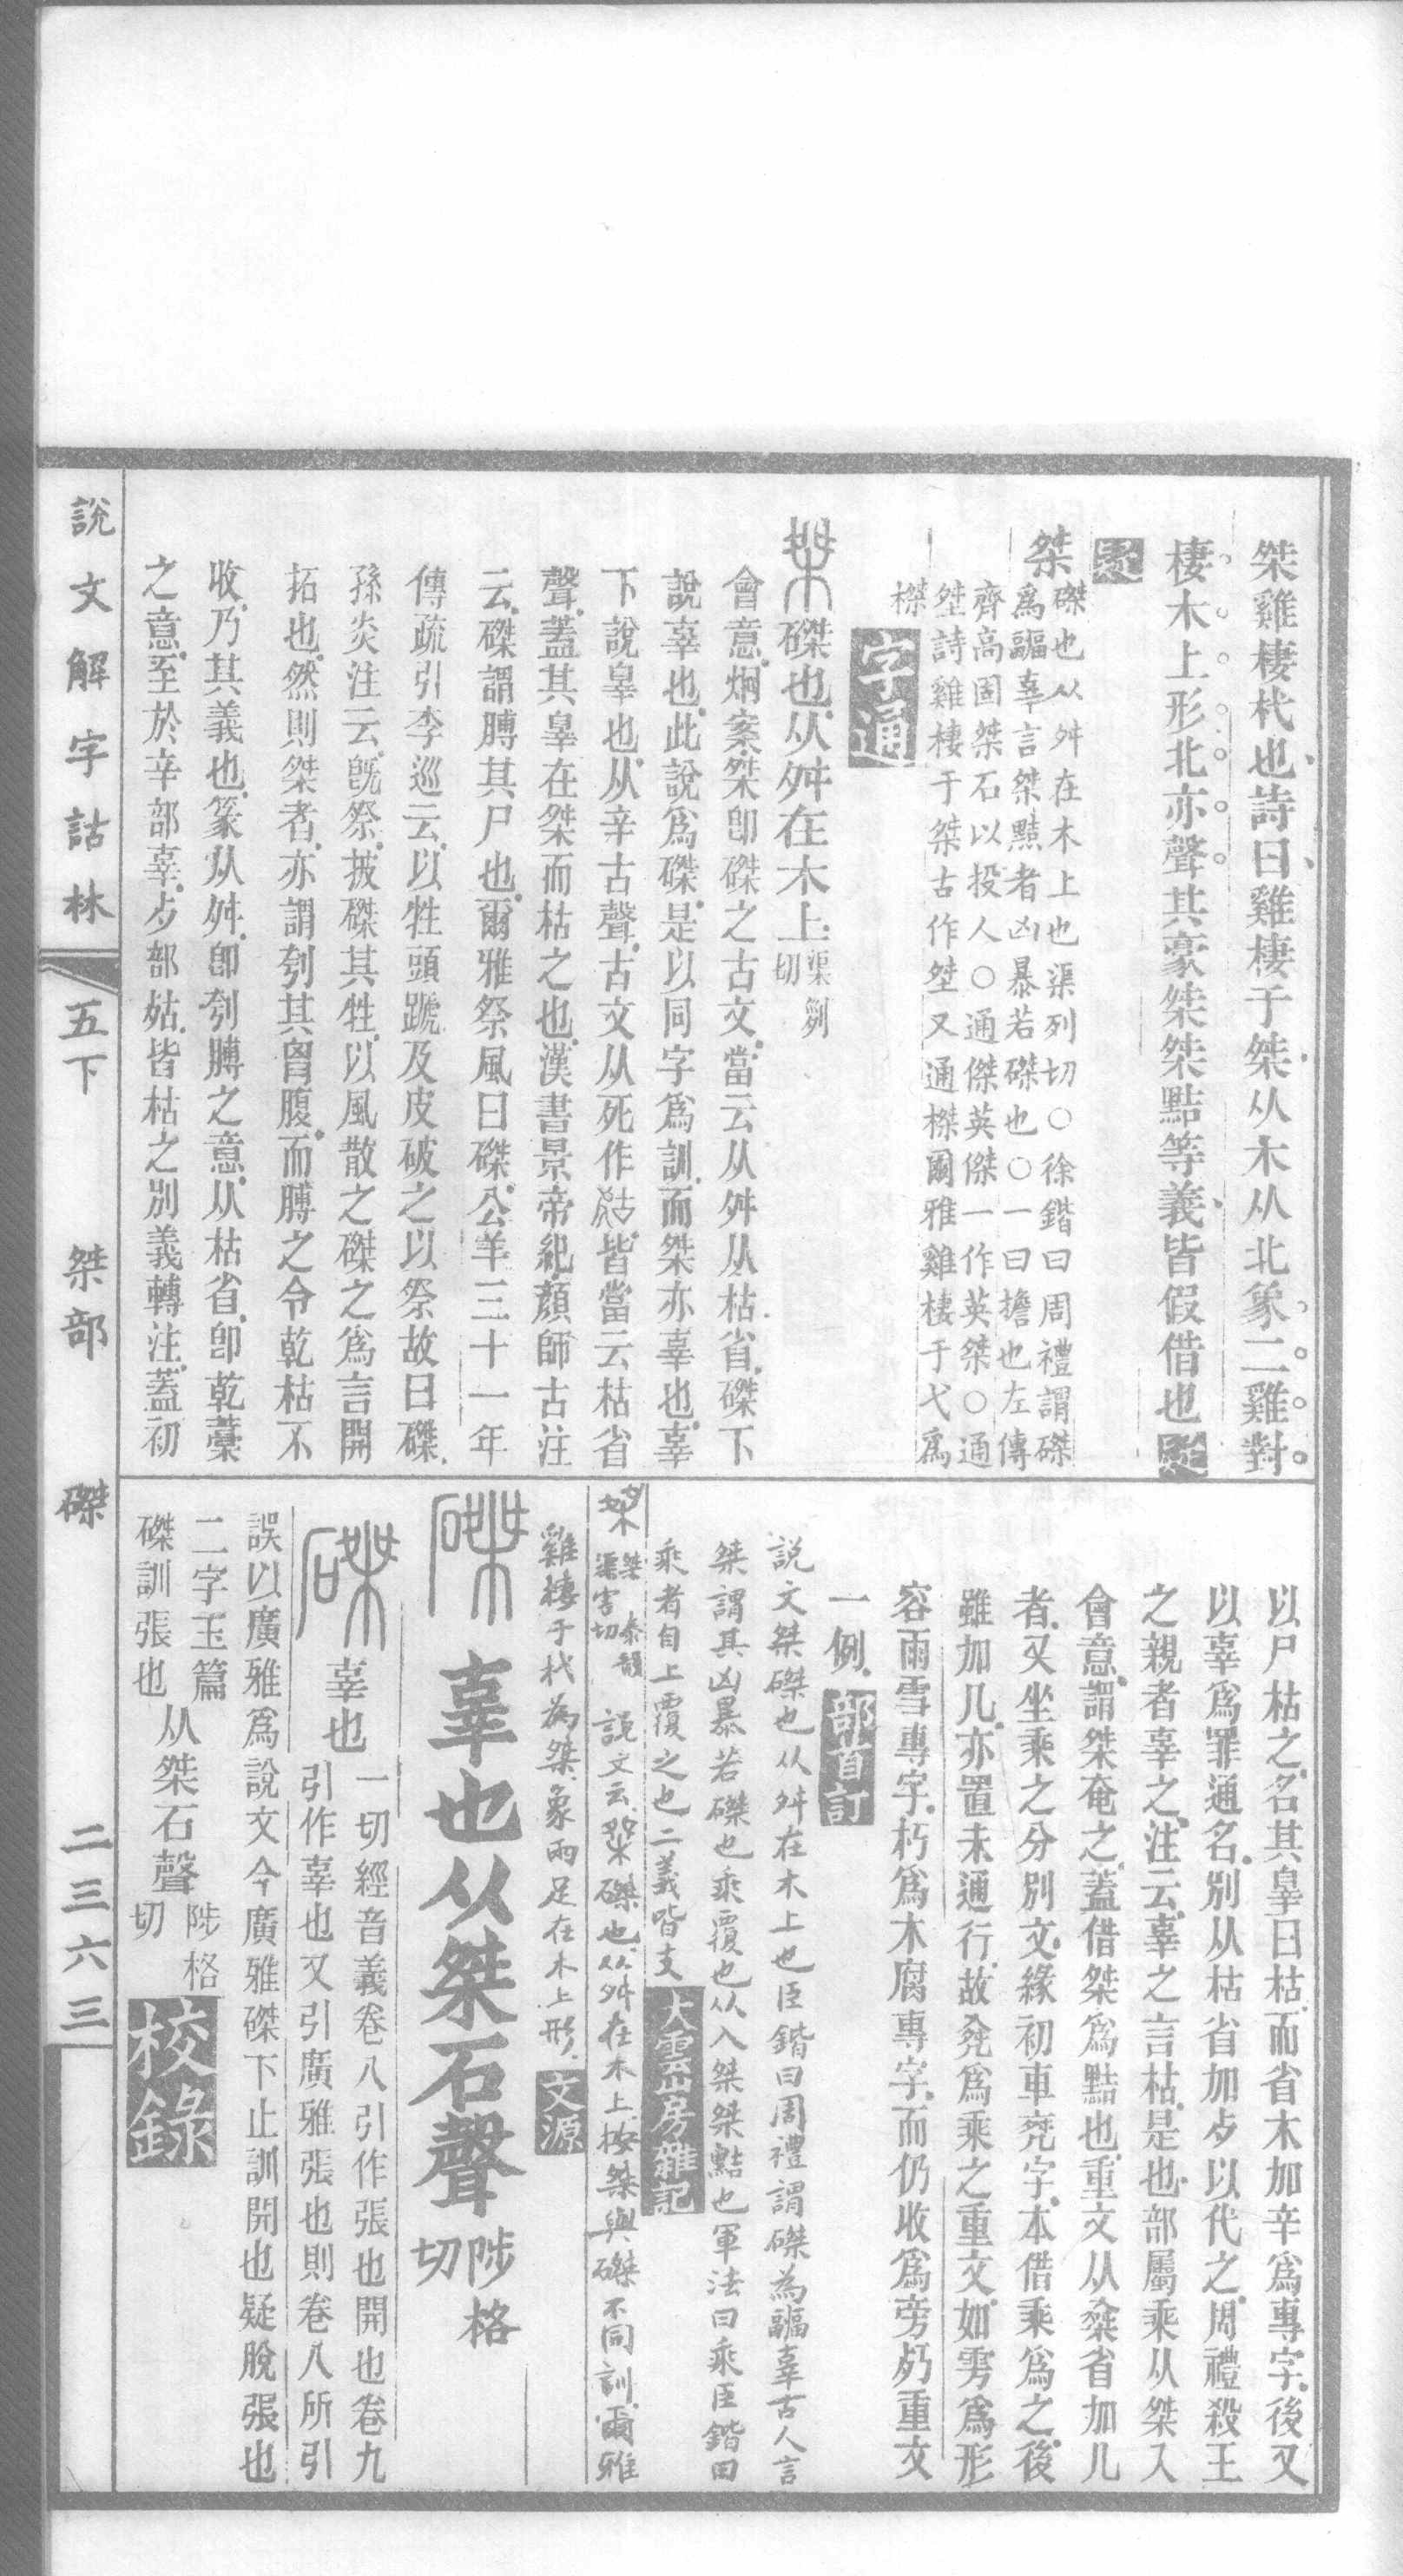 桀雞棲杙也詩曰雞棲于桀从木从北象二雞對
棲木上形北亦聲其豪桀桀黠等義皆假借也
桀
磔也从舛在木上也渠列切○徐鍇曰周禮謂磔
爲䟽辜言桀黠者凶暴若磔也○一曰擔也左傳
齊高固桀石以投人○通傑英傑一作英桀○通
榤詩雞棲于桀古作榤又通榤爾雅雞棲于弋爲
榤
字通
磔也从舛在木上渠列切
會意炯案桀卽磔之古文當云从舛从枯省磔下
說辜也此說爲磔是以同字爲訓而桀亦辜也辜
下說辠也从辛古聲古文从死作𣨙皆當云枯省
聲蓋其辠在桀而枯之也漢書景帝紀顏師古注
云磔謂膊其尸也爾雅祭風曰磔公羊三十一年
傳疏引李巡云以牲頭蹏及皮破之以祭故曰磔
孫炎注云旣祭披磔其牲以風散之磔之爲言開
拓也然則桀者亦謂刳其胷腹而膊之令乾枯不
收乃其義也篆从舛卽刳膊之意从枯省卽乾藁
之意至於辛部辜歺部㱠皆枯之別義轉注蓋初
以尸枯之名其辠曰枯而省木加辛爲專字後又
以辜爲罪通名別从枯省加歺以代之周禮殺王
之親者辜之注云辜之言枯是也部屬乘从桀入
會意謂桀奄之蓋借桀爲黠也重文从椉省加几
者又坐乘之分別文緣初車兖字本借乘爲之後
雖加几亦置未通行故兖爲乘之重文如雱爲形
容雨雪專字朽爲木腐專字而仍收爲旁歺重文
一例
部首訂
說文桀磔也从舛在木上也臣鍇曰周禮謂磔為䟽辜古人言
桀謂其凶暴若磔也乘覆也从入桀桀黠也軍法曰乘臣鍇曰
乘者自上覆之也二義皆支
大雲山房雜記
桀泰韻渠害切
說文云桀磔也从舛在木上按桀與磔不同訓爾雅
雞棲于杙為桀象兩足在木上形
文源
磔
辜也从桀石聲陟格切
辜也
一切經音義卷八引作張也開也卷九
引作辜也又引廣雅張也則卷八所引
誤以廣雅爲說文今廣雅磔下止訓開也疑脫張也
二字玉篇
磔訓張也
从桀石聲
陟格切
校錄
說文解字詁林
五下
桀部
磔
二三六三